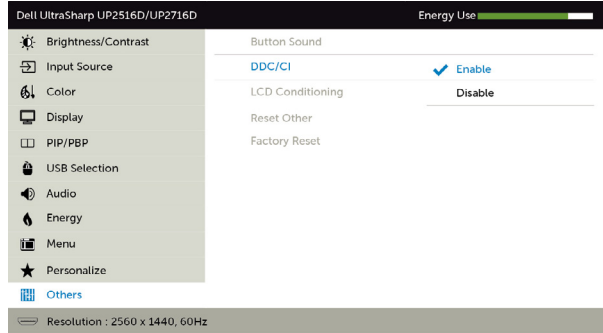 Dell UltraSharp UP2516D/UP2716D
Energy Use
Brightness/Contrast
Input Source
Color
Display
PIP/PBP
USB Selection
Audio
Energy
Menu
Personalize
Others
Button Sound
DDC/CI
LCD Conditioning
Reset Other
Factory Reset
Enable
Disable
Resolution : 2560 x 1440, 60Hz